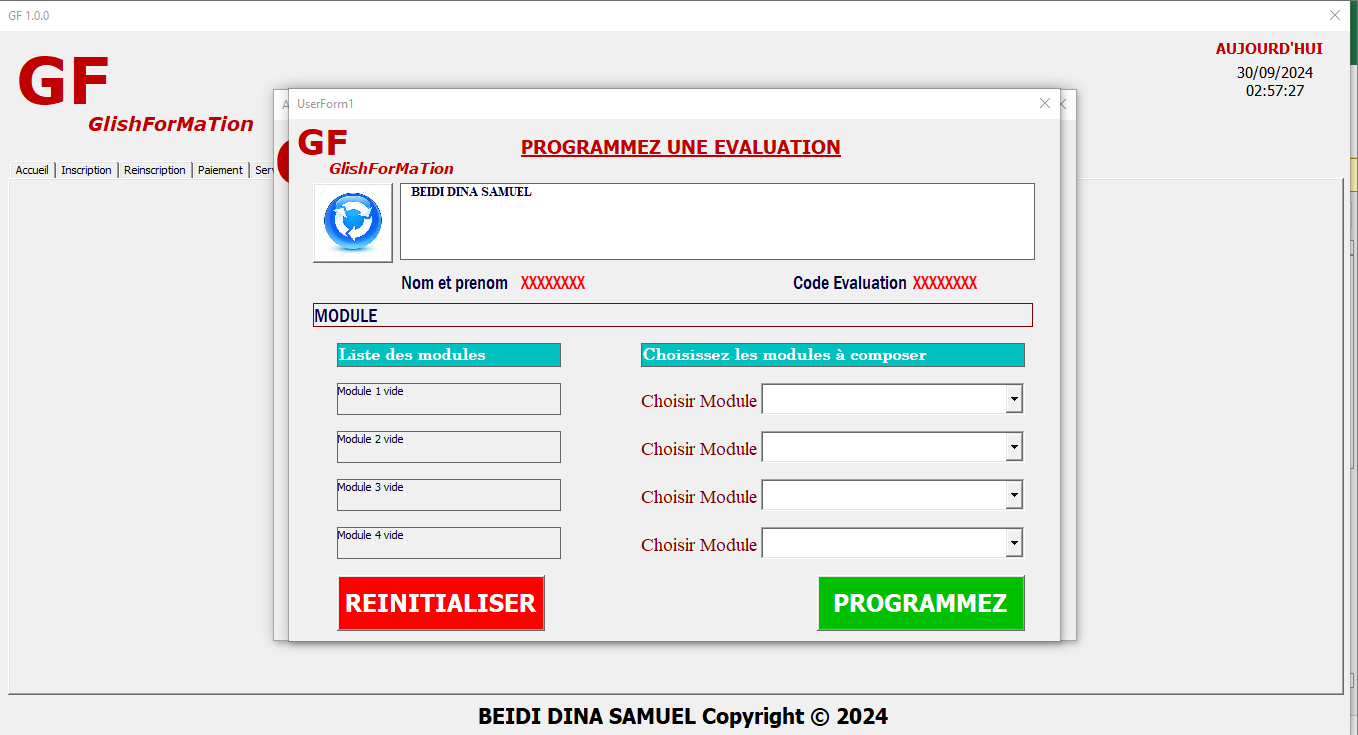 GF 1.0.0
GF
GlishForMaTion
AUJOURD'HUI
30/09/2024
02:57:27
Accueil
Inscription
Reinscription
Paiement
UserForm1
GF
GlishForMaTion
PROGRAMMEZ UNE EVALUATION
BEIDI DINA SAMUEL
Nom et prenom XXXXXXXX
Code Evaluation XXXXXXXX
MODULE
Liste des modules
Choisissez les modules à composer
Module 1 vide
Choisir Module
Module 2 vide
Choisir Module
Module 3 vide
Choisir Module
Module 4 vide
Choisir Module
REINITIALISER
PROGRAMMEZ
BEIDI DINA SAMUEL Copyright © 2024